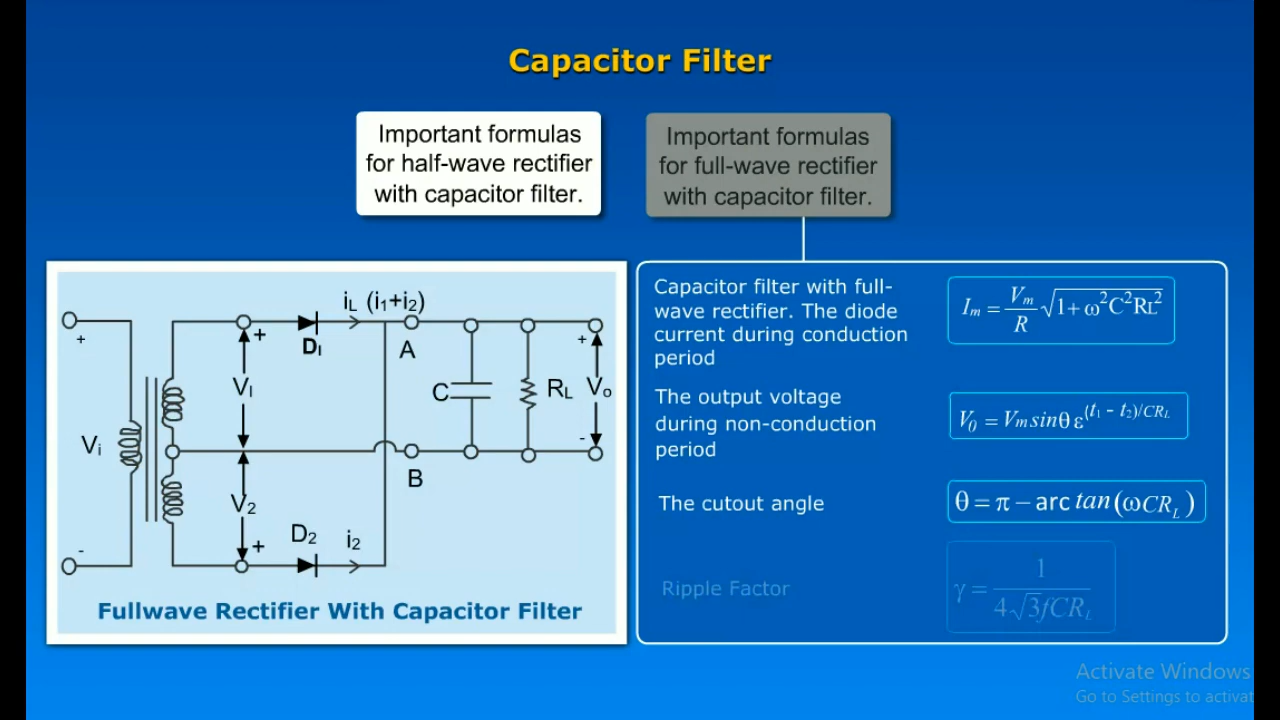 Capacitor Filter
Important formulas
for half-wave rectifier
with capacitor filter.
Important formulas
for full-wave rectifier
with capacitor filter.
iL (i1+i2)
+
+
D1
A
+
V1
C
RL
Vo
Vi
-
B
V2
-
+
D2
i2
Fullwave Rectifier With Capacitor Filter
Capacitor filter with full-
wave rectifier. The diode
current during conduction
period
Im = Vm/R √1+ω²C²RL²
The output voltage
during non-conduction
period
V0 = Vm sinθ ε^(t1 - t2)/CRL
The cutout angle
θ = π – arc tan (ωCRL)
Ripple Factor
γ = 1/4√3fCRL
Activate Windows
Go to Settings to activat